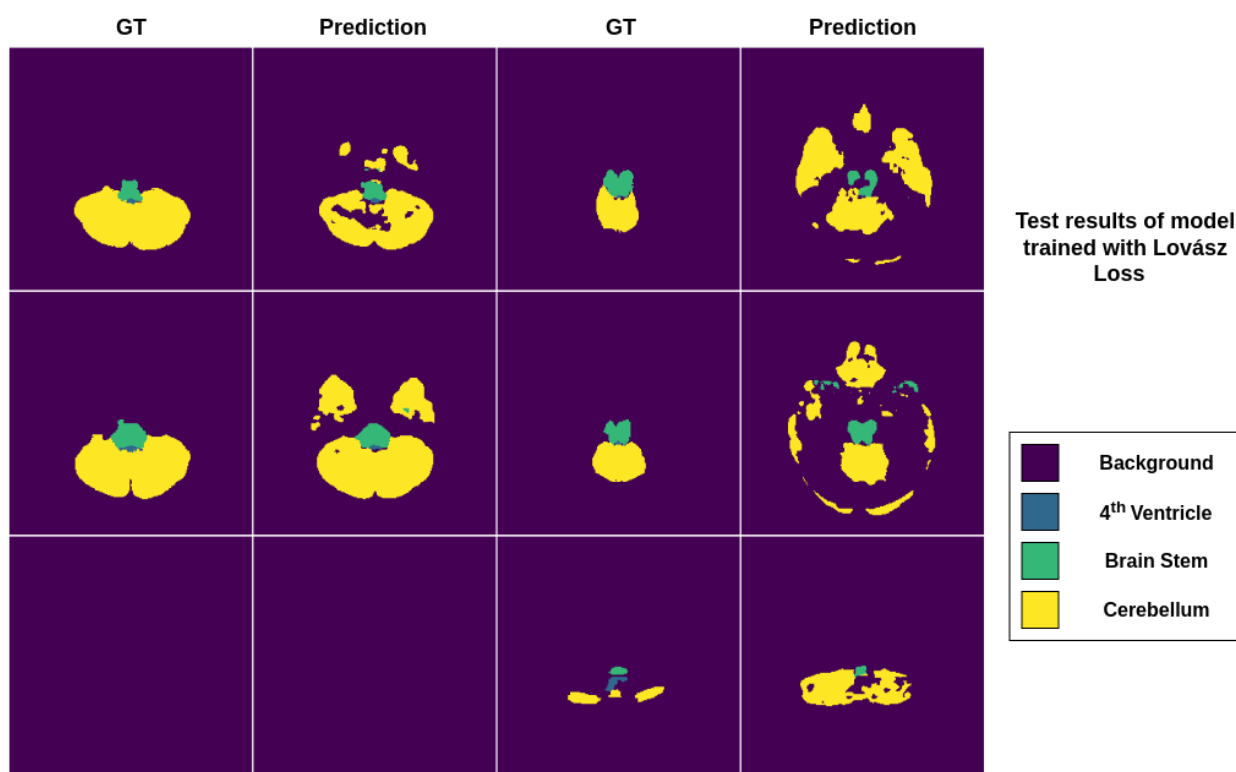 GT
Prediction
GT
Prediction
Test results of model
trained with Lovász
Loss
Background
4th Ventricle
Brain Stem
Cerebellum